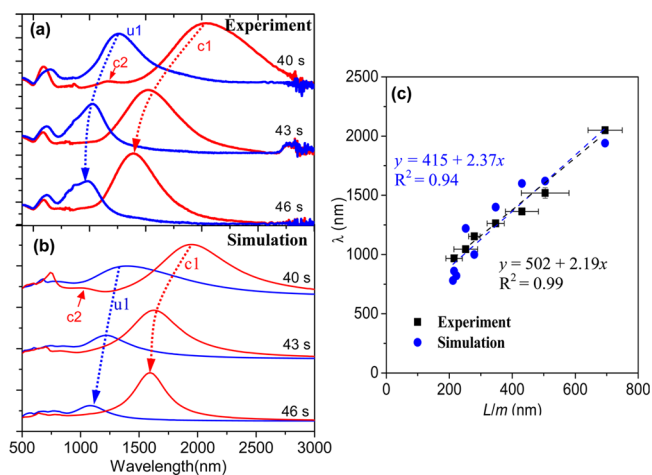 (a)
Experiment
u1
c1
c2
40 s
43 s
46 s
(b)
Simulation
c1
40 s
c2
u1
43 s
46 s
500 1000 1500 2000 2500 3000
Wavelength(nm)
(c)
2500
2000
1500
1000
500
0
λ (nm)
y = 415 + 2.37x
R² = 0.94
y = 502 + 2.19x
R² = 0.99
Experiment
Simulation
0 200 400 600 800
L/m (nm)